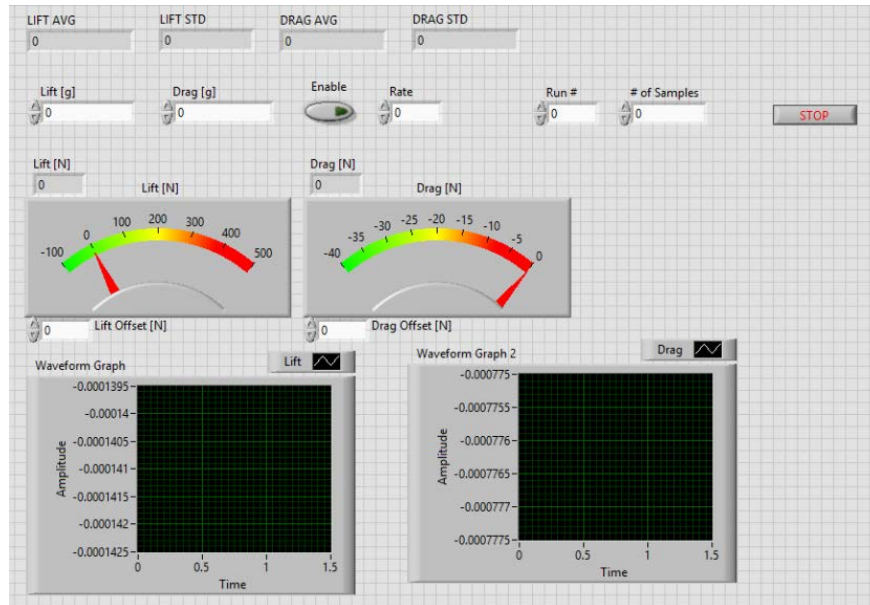 LIFT AVG LIFT STD DRAG AVG DRAG STD
0 0 0 0
Lift [g] Drag [g] Enable Rate Run # # of Samples
0 0 0 0 0 STOP
Lift [N] Drag [N]
0 Lift [N] 0 Drag [N]
-100 0 100 200 300 400 500
-40 -35 -30 -25 -20 -15 -10 -5 0
0 Lift Offset [N] 0 Drag Offset [N]
Waveform Graph Lift
-0.0001395
-0.00014
-0.0001405
-0.000141
-0.0001415
-0.000142
-0.0001425
Amplitude
0 0.5 1 1.5
Time
Waveform Graph 2 Drag
-0.000775
-0.0007755
-0.000776
-0.0007765
-0.000777
-0.0007775
Amplitude
0 0.5 1 1.5
Time